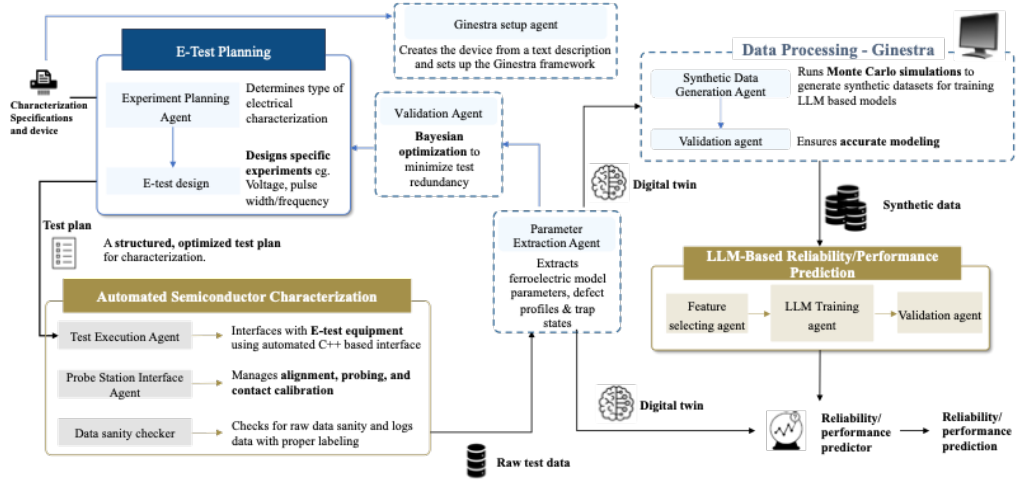 Ginestra setup agent
Creates the device from a text description
and sets up the Ginestra framework
E-Test Planning
Experiment Planning
Agent
Determines type of
electrical
characterization
E-test design
Designs specific
experiments eg.
Voltage, pulse
width/frequency
Characterization
Specifications
and device
Validation Agent
Bayesian
optimization to
minimize test
redundancy
Data Processing - Ginestra
Synthetic Data
Generation Agent
Runs Monte Carlo simulations to
generate synthetic datasets for training
LLM based models
Validation agent
Ensures accurate modeling
Digital twin
Synthetic data
Test plan
A structured, optimized test plan
for characterization.
Parameter
Extraction Agent
Extracts
ferroelectric model
parameters, defect
profiles & trap
states
LLM-Based Reliability/Performance
Prediction
Feature
selecting agent
LLM Training
agent
Validation agent
Automated Semiconductor Characterization
Test Execution Agent
Interfaces with E-test equipment
using automated C++ based interface
Probe Station Interface
Agent
Manages alignment, probing, and
contact calibration
Data sanity checker
Checks for raw data sanity and logs
data with proper labeling
Raw test data
Digital twin
Reliability/
performance
predictor
Reliability/
performance
prediction